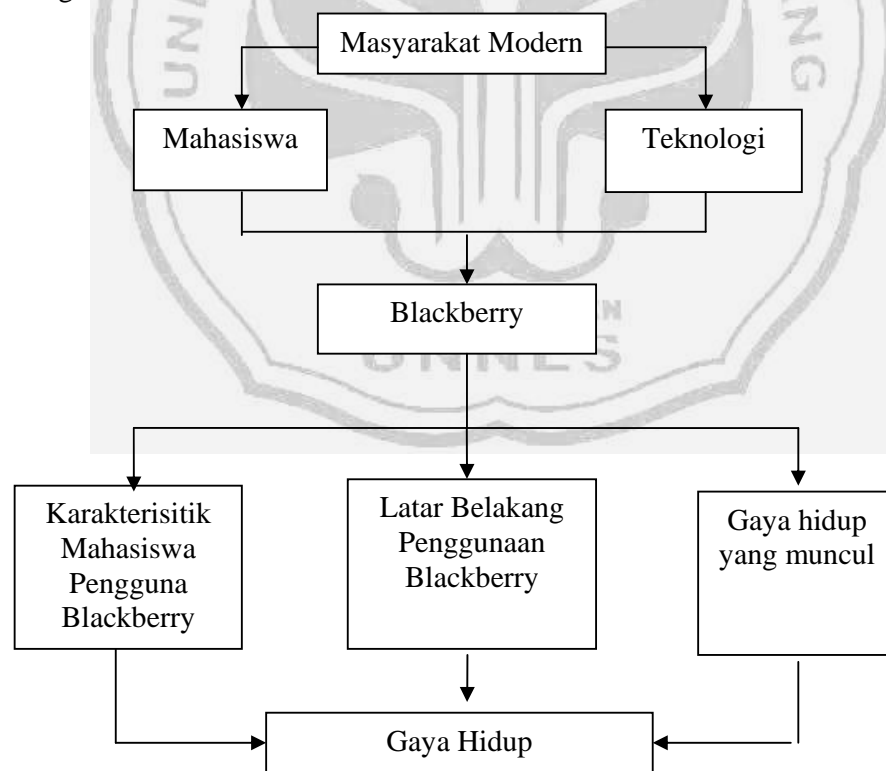 Masyarakat Modern
Mahasiswa
Teknologi
Blackberry
UNNES
Karakterisitik
Mahasiswa
Pengguna
Blackberry
Latar Belakang
Penggunaan
Blackberry
Gaya hidup
yang muncul
Gaya Hidup